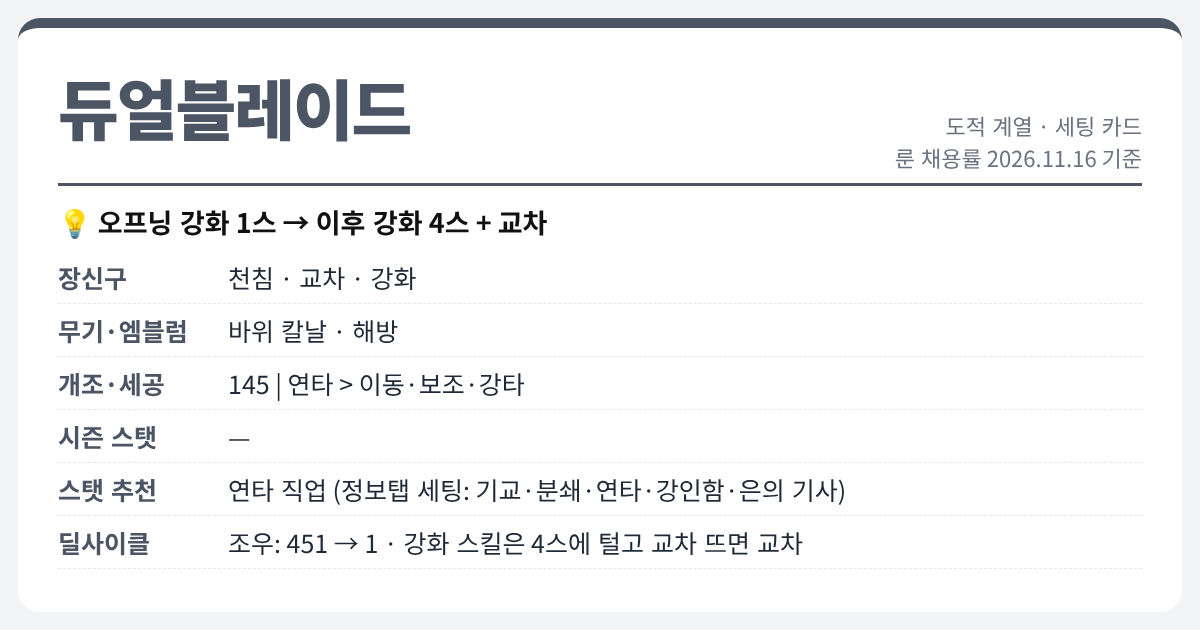 듀얼블레이드
도적 계열 · 세팅 카드
룬 채용률 2026.11.16 기준
💡 오프닝 강화 1스 → 이후 강화 4스 + 교차
장신구 천침 · 교차 · 강화
무기·엠블럼 바위 칼날 · 해방
개조·세공 145 | 연타 > 이동·보조·강타
시즌 스탯 —
스탯 추천 연타 직업 (정보탭 세팅: 기교·분쇄·연타·강인함·은의 기사)
딜사이클 조우: 451 → 1 · 강화 스킬은 4스에 털고 교차 뜨면 교차